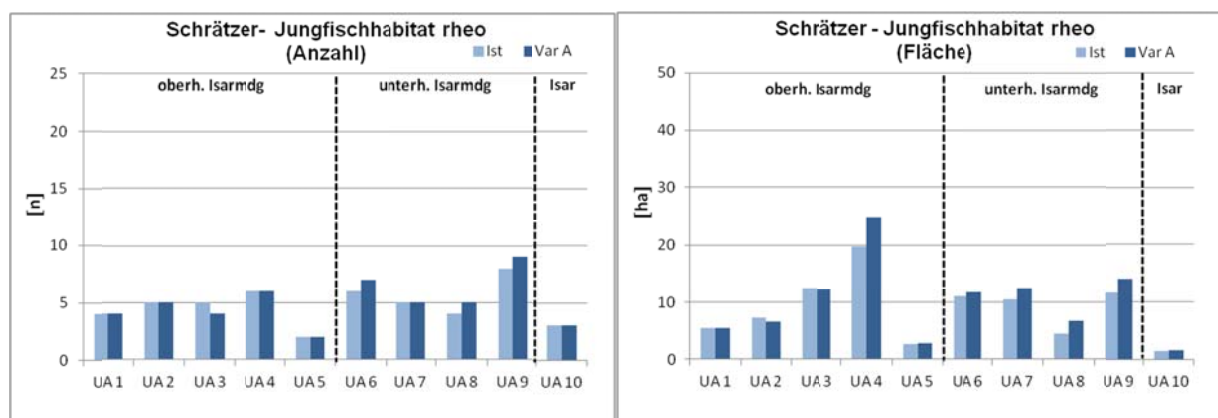 Schrätzer- Jungfischhabitat rheo
(Anzahl)
Ist Var A
25
20
15
10
5
0
[n]
oberh. Isarmdg
unterh. Isarmdg
Isar
UA 1 UA 2 UA 3 UA 4 UA 5 UA 6 UA 7 UA 8 UA 9 UA 10
Schrätzer - Jungfischhabitat rheo
(Fläche)
Ist Var A
50
40
30
20
10
0
[ha]
oberh. Isarmdg
unterh. Isarmdg
Isar
UA 1 UA 2 UA 3 UA 4 UA 5 UA 6 UA 7 UA 8 UA 9 UA 10